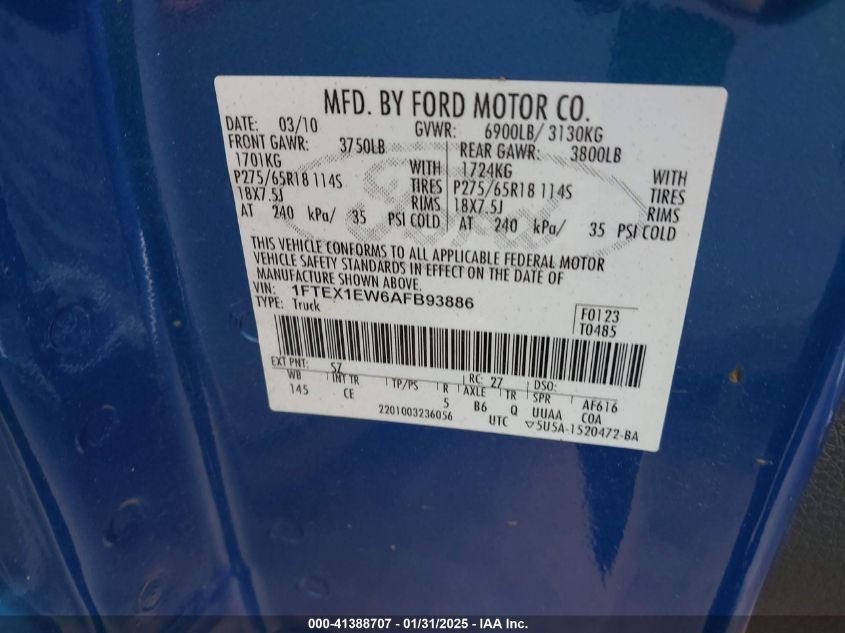 MFD. BY FORD MOTOR CO.
DATE: 03/10 GVWR: 6900LB/ 3130KG
FRONT GAWR: 3750LB REAR GAWR: 3800LB
1701KG WITH 1724KG WITH
P275/65R18 114S TIRES P275/65R18 114S TIRES
18X7.5J RIMS 18X7.5J RIMS
AT 240 kPa/ 35 PSI COLD AT 240 kPa/ 35 PSI COLD
THIS VEHICLE CONFORMS TO ALL APPLICABLE FEDERAL MOTOR
VEHICLE SAFETY STANDARDS IN EFFECT ON THE DATE OF
MANUFACTURE SHOWN ABOVE.
VIN: 1FTEX1EW6AFB93886
TYPE: Truck
F0123
T0485
EXT PNT: SZ RC: 27 DSO:
WB INT TR TP/PS R AXLE TR SPR AF616
145 CE 5 B6 Q UUAA COA
2201003236056 UTC ▽5U5A-1520472-BA
Ford
000-41388707 - 01/31/2025 - IAA Inc.